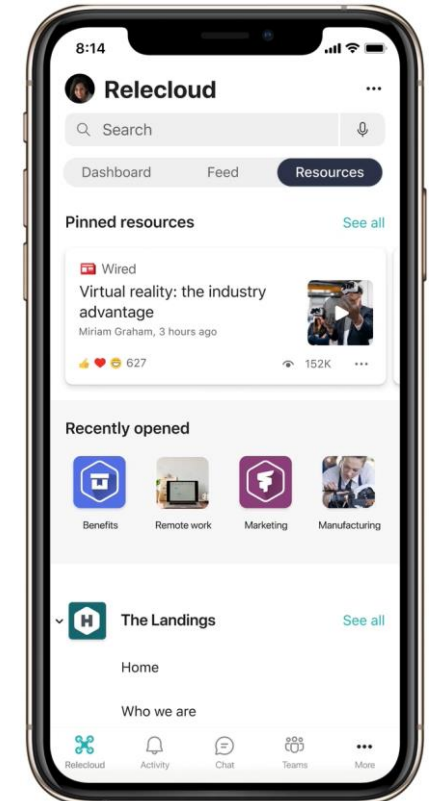 8:14
Relecloud
Search
Dashboard Feed Resources
Pinned resources See all
Wired
Virtual reality: the industry
advantage
Miriam Graham, 3 hours ago
627 152K
Recently opened
Benefits Remote work Marketing Manufacturing
H The Landings See all
Home
Who we are
Relecloud Activity Chat Teams More